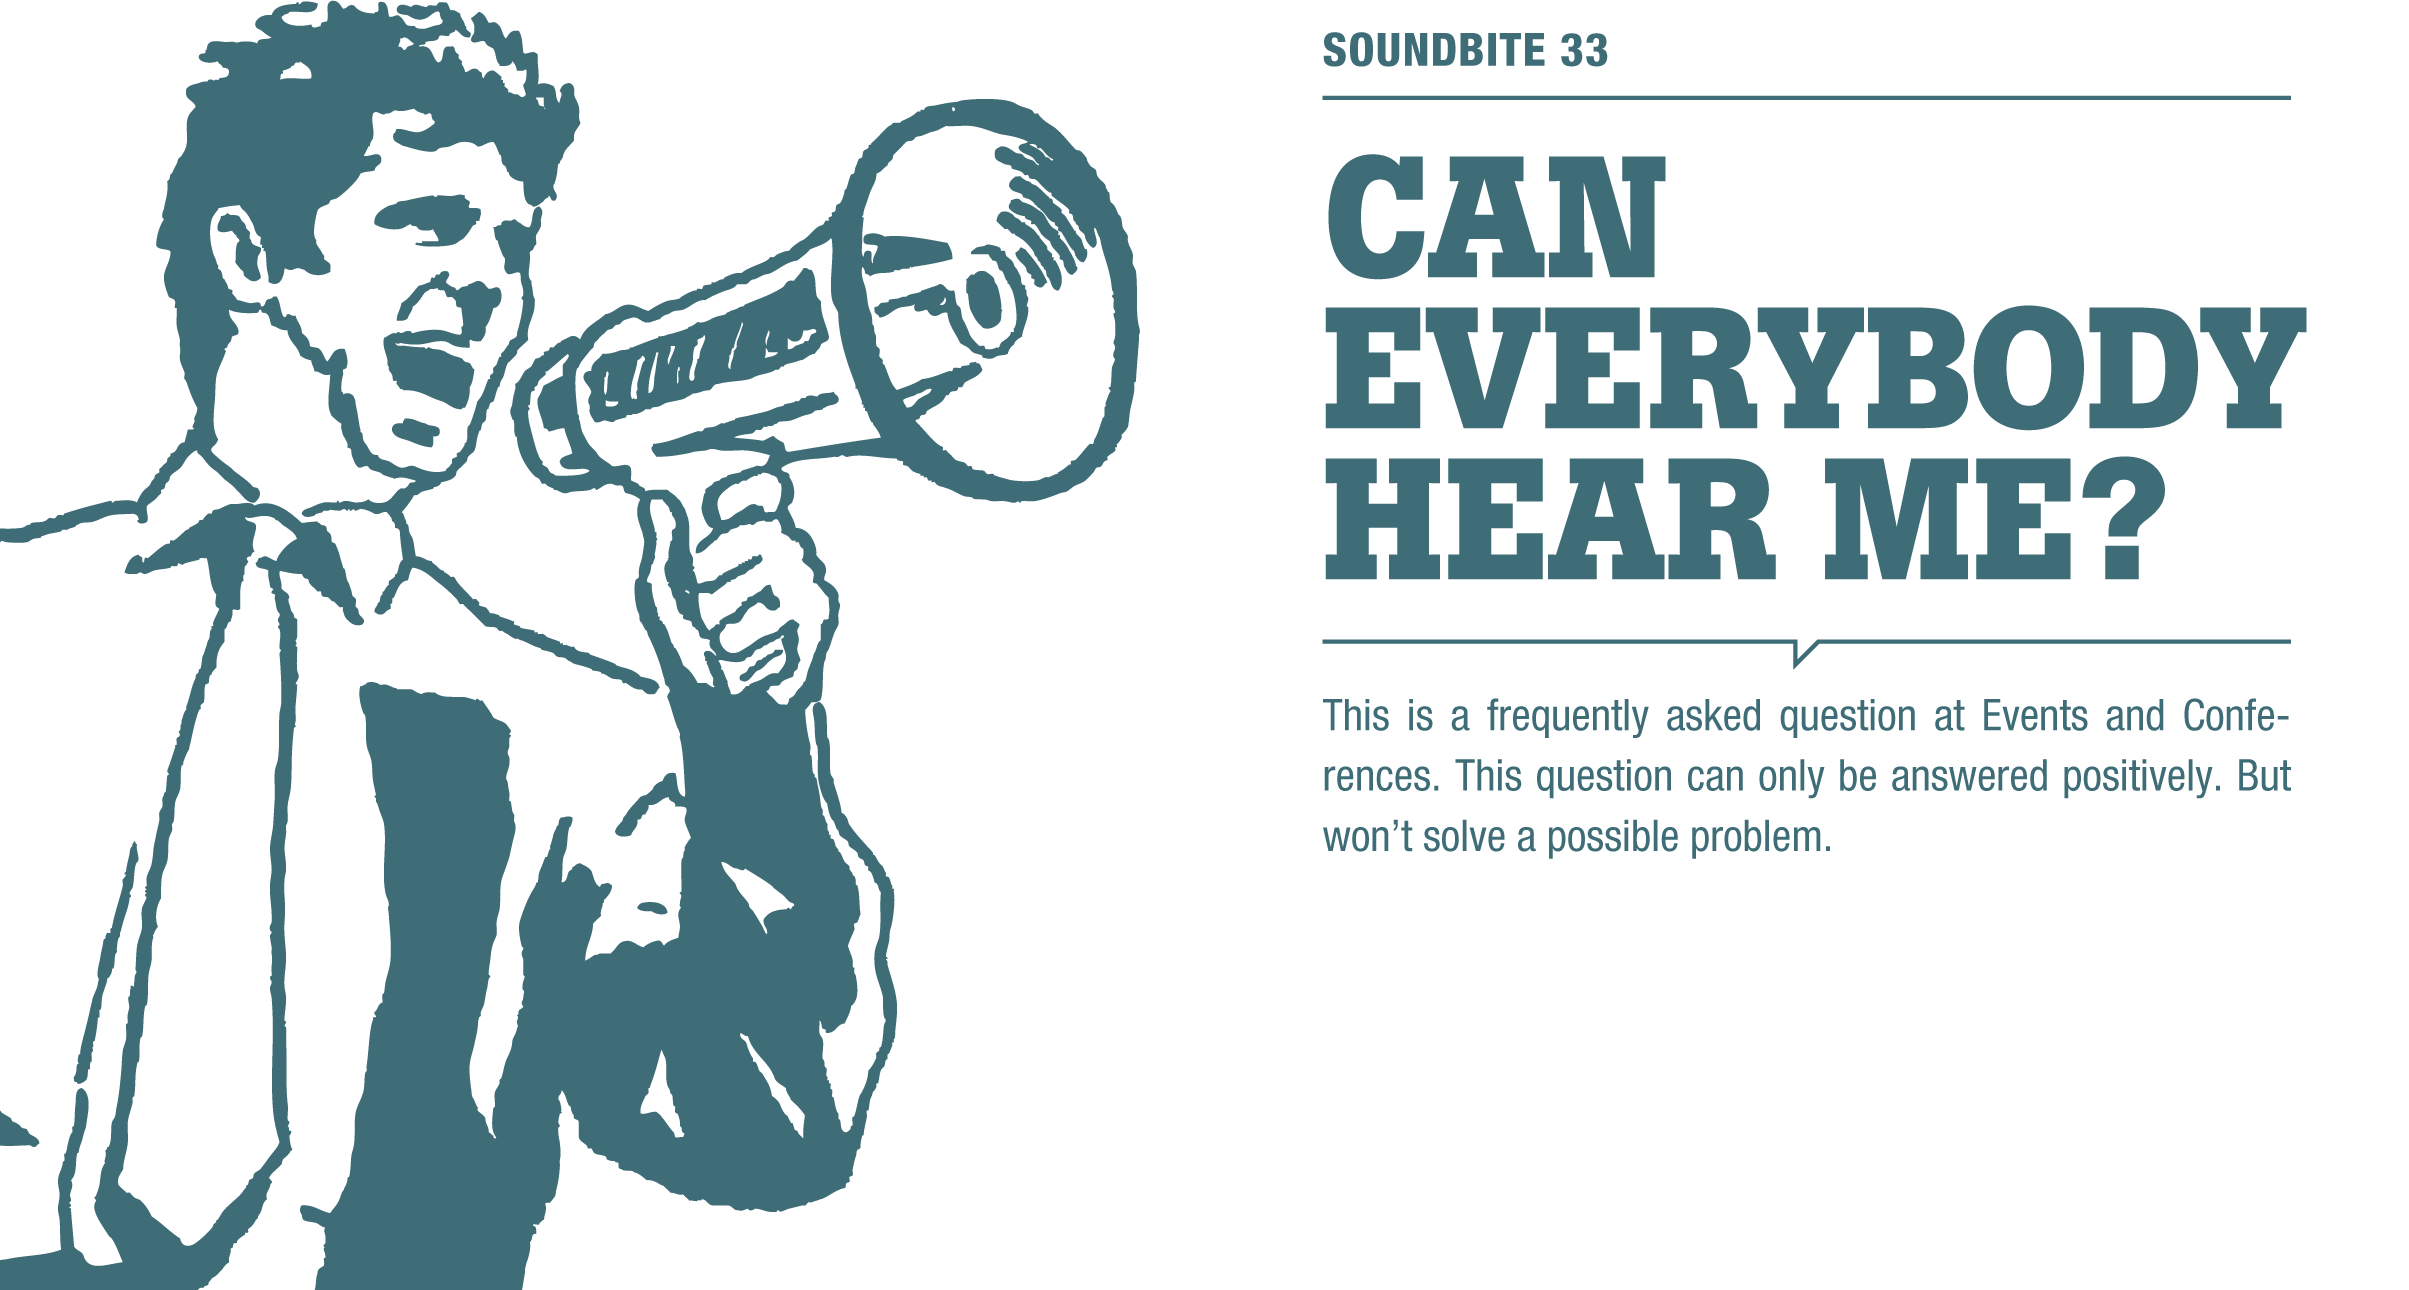 SOUNDBITE 33
CAN
EVERYBODY
HEAR ME?
This is a frequently asked question at Events and Confe-
rences. This question can only be answered positively. But
won’t solve a possible problem.